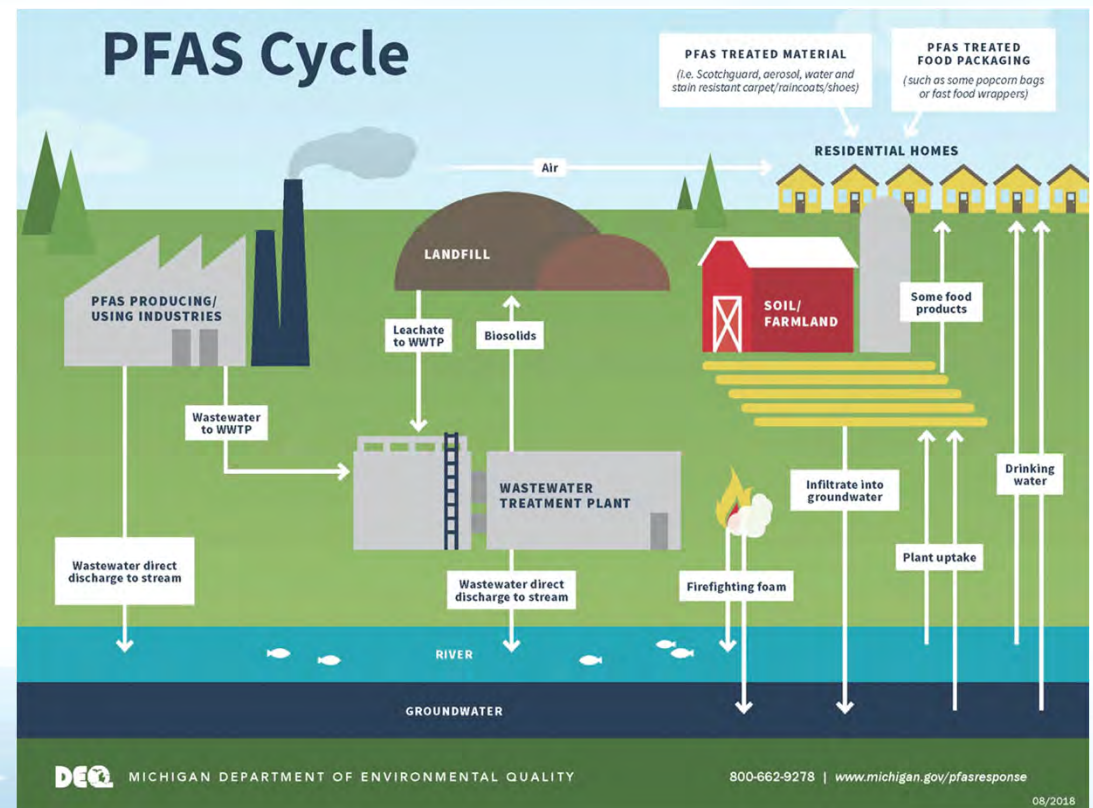 PFAS Cycle
PFAS TREATED MATERIAL
(i.e. Scotchguard, aerosol, water and
stain resistant carpet/raincoats/shoes)
PFAS TREATED
FOOD PACKAGING
(such as some popcorn bags
or fast food wrappers)
RESIDENTIAL HOMES
Air
LANDFILL
PFAS PRODUCING/
USING INDUSTRIES
SOIL/
FARMLAND
Some food
products
Leachate
to WWTP
Biosolids
Wastewater
to WWTP
WASTEWATER
TREATMENT PLANT
Infiltrate into
groundwater
Drinking
water
Plant uptake
Wastewater direct
discharge to stream
Wastewater direct
discharge to stream
Firefighting foam
RIVER
GROUNDWATER
DEQ MICHIGAN DEPARTMENT OF ENVIRONMENTAL QUALITY
800-662-9278 | www.michigan.gov/pfasresponse
08/2018